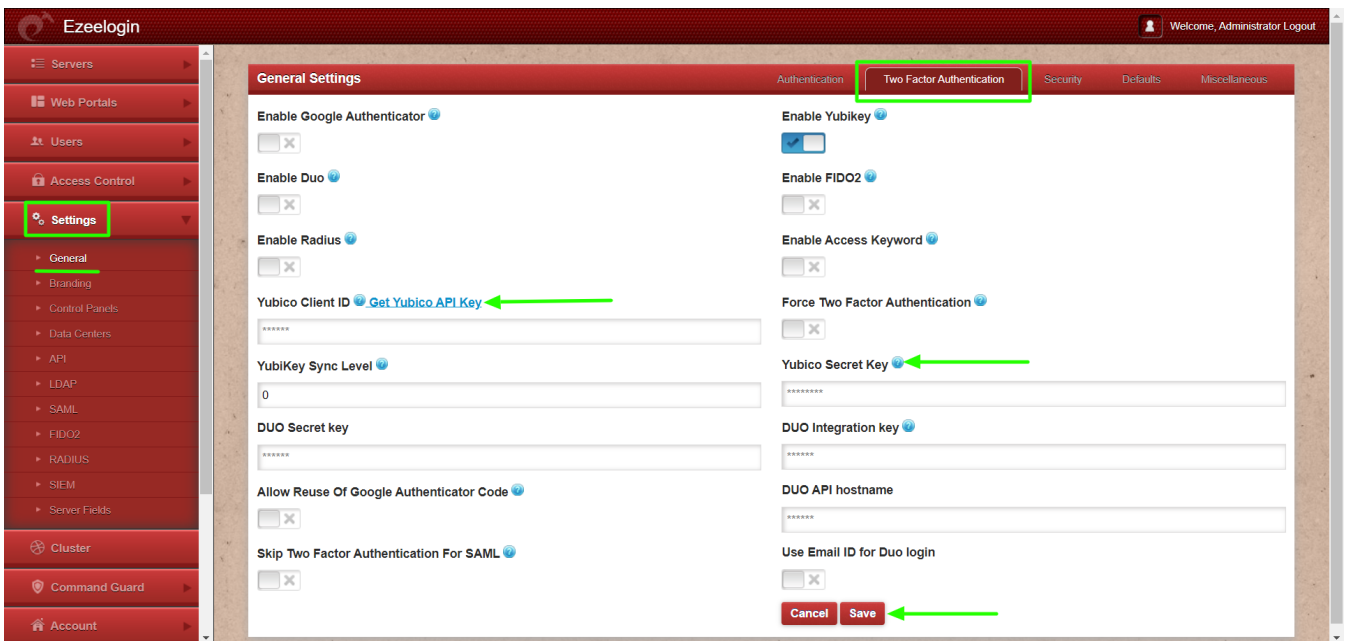 Ezeelogin
Welcome, Administrator Logout
Servers
Web Portals
Users
Access Control
Settings
General
Branding
Control Panels
Data Centers
API
LDAP
SAML
FIDO2
RADIUS
SIEM
Server Fields
Cluster
Command Guard
Account
General Settings
Authentication
Two Factor Authentication
Security
Defaults
Miscellaneous
Enable Google Authenticator
Enable Yubikey
Enable Duo
Enable FIDO2
Enable Radius
Enable Access Keyword
Yubico Client ID Get Yubico API Key
******
Force Two Factor Authentication
YubiKey Sync Level
0
Yubico Secret Key
********
DUO Secret key
******
DUO Integration key
******
Allow Reuse Of Google Authenticator Code
DUO API hostname
******
Skip Two Factor Authentication For SAML
Use Email ID for Duo login
Cancel
Save